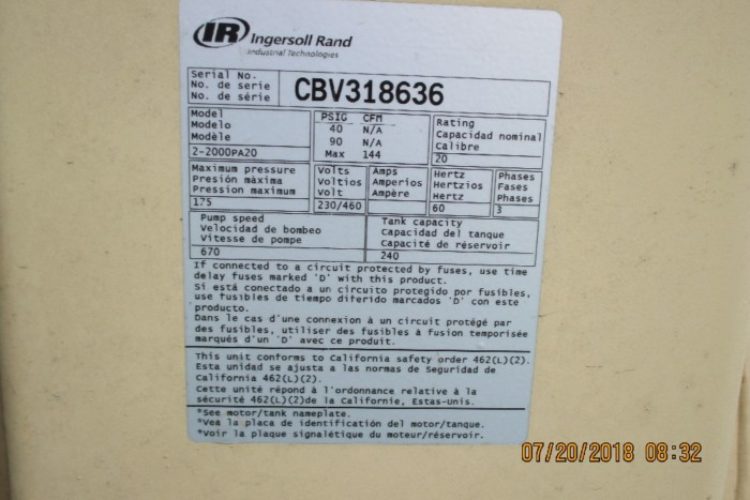 IR Ingersoll Rand
Industrial Technologies
Serial No.
No. de serie
No. de série
CBV318636
Model
Modelo
Modèle
2-2000PA20
PSIG CFM
40 N/A
90 N/A
Max 144
Rating
Capacidad nominal
Calibre
20
Maximum pressure
Presión màxima
Pression maximum
175
Volts
Voltios
Volt
230/460
Amps
Amperios
Ampère
Hertz
Hertzios
Hertz
60
Phases
Fases
Phases
3
Pump speed
Velocidad de bombeo
Vitesse de pompe
670
Tank capacity
Capacidad del tanque
Capacité de réservoir
240
If connected to a circuit protected by fuses, use time
delay fuses marked 'D' with this product.
Si está conectado a un circuito protegido por fusibles,
use fusibles de tiempo diferido marcados 'D' con este
producto.
Dans le cas d'une connexion à un circuit protégé par
des fusibles, utiliser des fusibles à fusion temporisée
marqués d'un 'D' avec ce produit.
This unit conforms to California safety order 462(L)(2).
Esta unidad se ajusta a las normas de Seguridad de
California 462(L)(2).
Cette unité répond à l'ordonnance relative à la
sécurité 462(L)(2)de la Californie, Estas-Unis.
*See motor/tank nameplate.
*Vea la placa de identificación del motor/tanque.
*Voir la plaque signalétique du moteur/réservoir.
07/20/2018 08:32